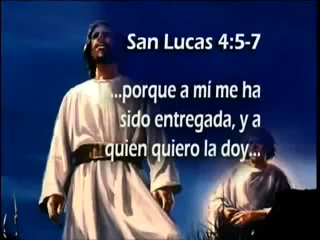 San Lucas 4:5-7
...porque a mí me ha
sido entregada, y a
quien quiero la doy...